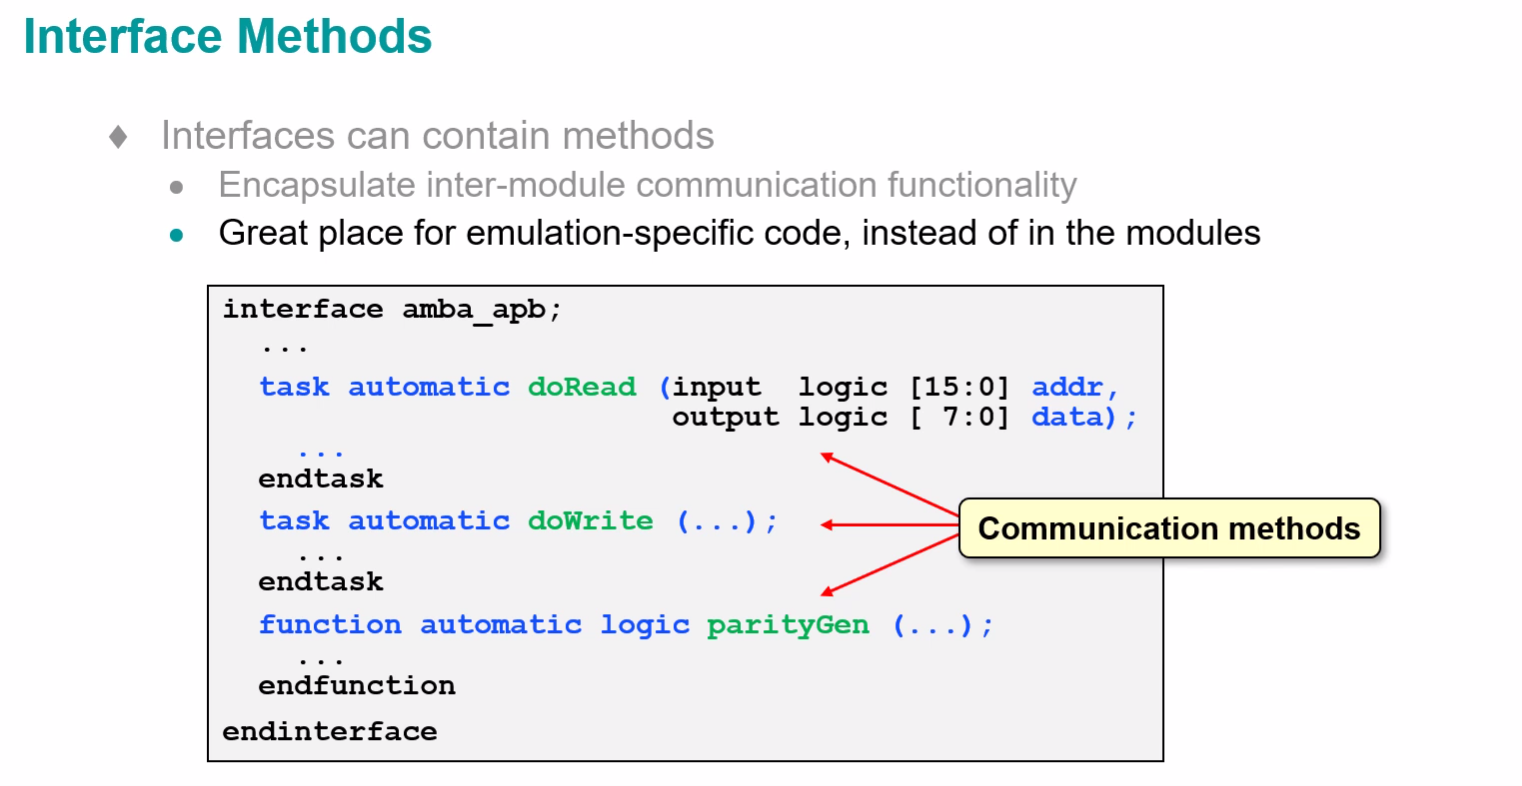 Interface Methods
♦ Interfaces can contain methods
• Encapsulate inter-module communication functionality
• Great place for emulation-specific code, instead of in the modules
interface amba_apb;
...
task automatic doRead (input  logic [15:0] addr,
output logic [ 7:0] data);
...
endtask
task automatic doWrite (...);
...
endtask
function automatic logic parityGen (...);
...
endfunction
endinterface
Communication methods